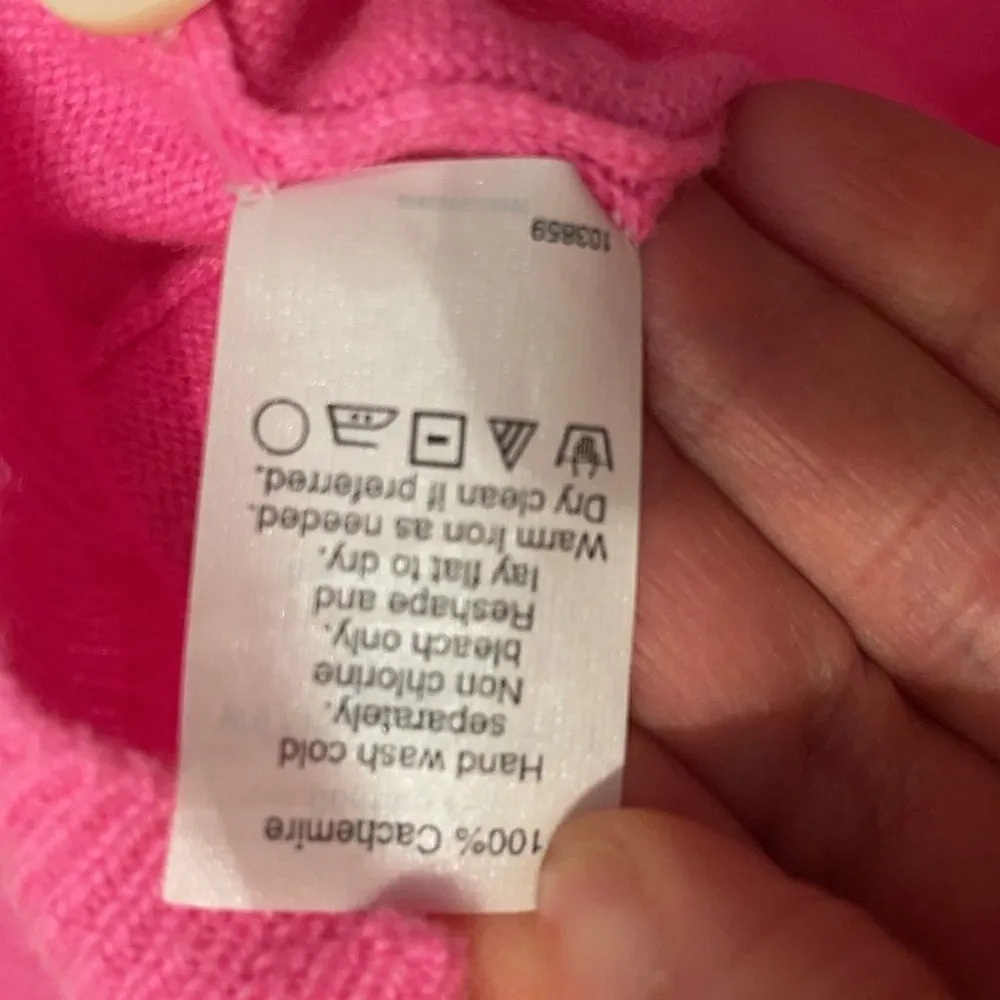 100% Cachemire
Hand wash cold
separately.
Non chlorine
bleach only.
Reshape and
lay flat to dry.
Warm Iron as needed.
Dry clean if preferred.
103859